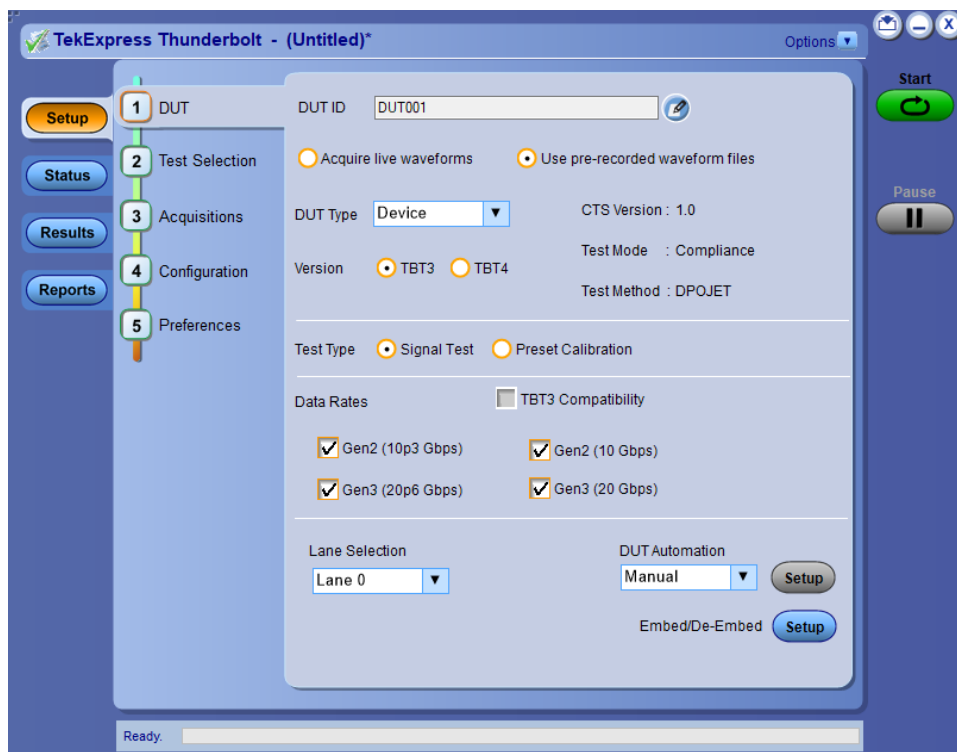 TekExpress Thunderbolt - (Untitled)*
Options
X
Start
Pause
Setup
Status
Results
Reports
1 DUT
2 Test Selection
3 Acquisitions
4 Configuration
5 Preferences
DUT ID DUT001
Acquire live waveforms Use pre-recorded waveform files
DUT Type Device CTS Version : 1.0
Test Mode : Compliance
Version TBT3 TBT4
Test Method : DPOJET
Test Type Signal Test Preset Calibration
Data Rates TBT3 Compatibility
Gen2 (10p3 Gbps) Gen2 (10 Gbps)
Gen3 (20p6 Gbps) Gen3 (20 Gbps)
Lane Selection DUT Automation
Lane 0 Manual Setup
Embed/De-Embed Setup
Ready.